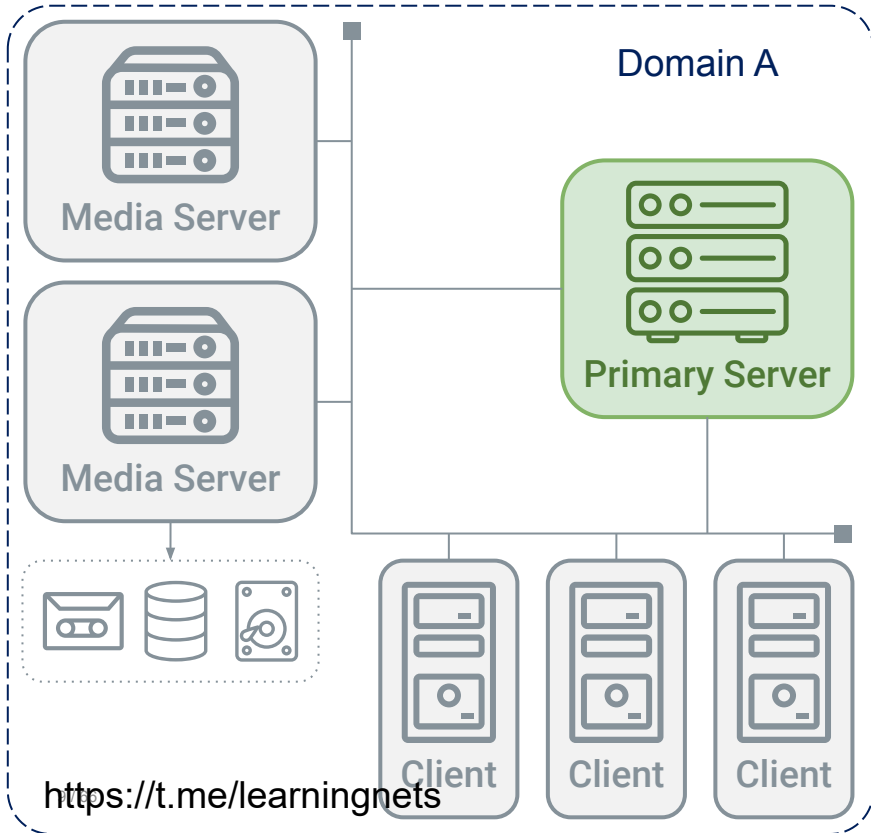 Domain A
Media Server
Primary Server
Media Server
Client
Client
Client
https://t.me/learningnets